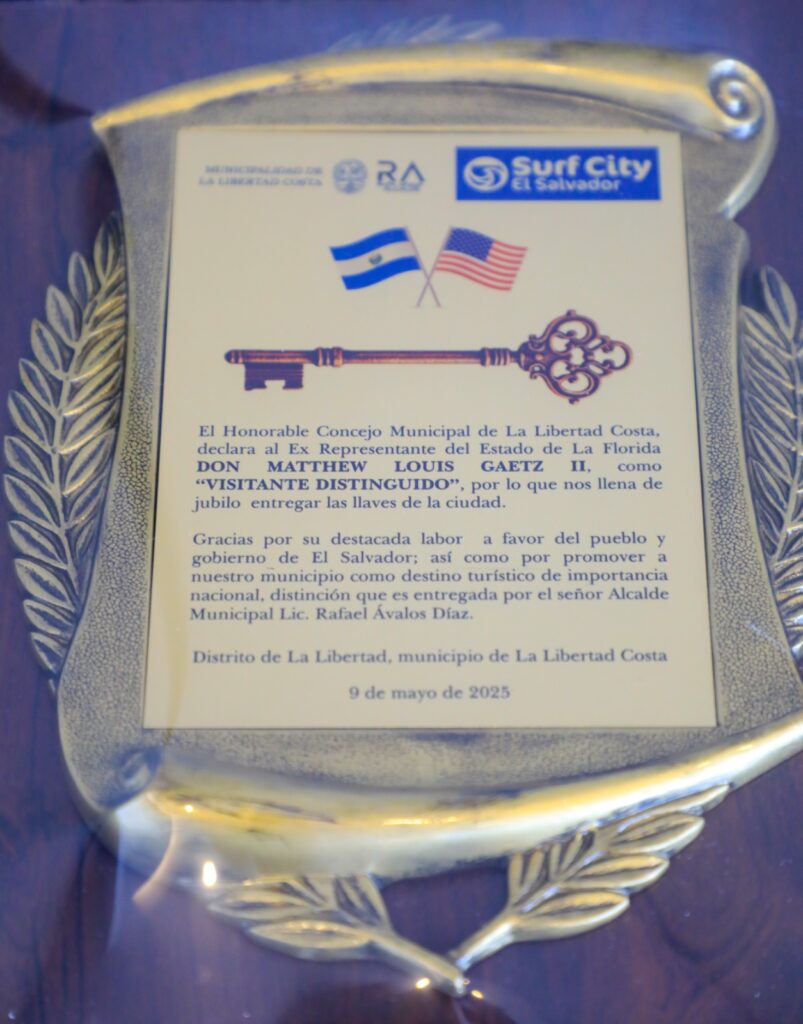 MUNICIPALIDAD DE
LA LIBERTAD COSTA
RA
Surf City
El Salvador
El Honorable Concejo Municipal de La Libertad Costa,
declara al Ex Representante del Estado de La Florida
DON MATTHEW LOUIS GAETZ II, como
“VISITANTE DISTINGUIDO”, por lo que nos llena de
jubilo entregar las llaves de la ciudad.
Gracias por su destacada labor a favor del pueblo y
gobierno de El Salvador; así como por promover a
nuestro municipio como destino turístico de importancia
nacional, distinción que es entregada por el señor Alcalde
Municipal Lic. Rafael Ávalos Díaz.
Distrito de La Libertad, municipio de La Libertad Costa
9 de mayo de 2025